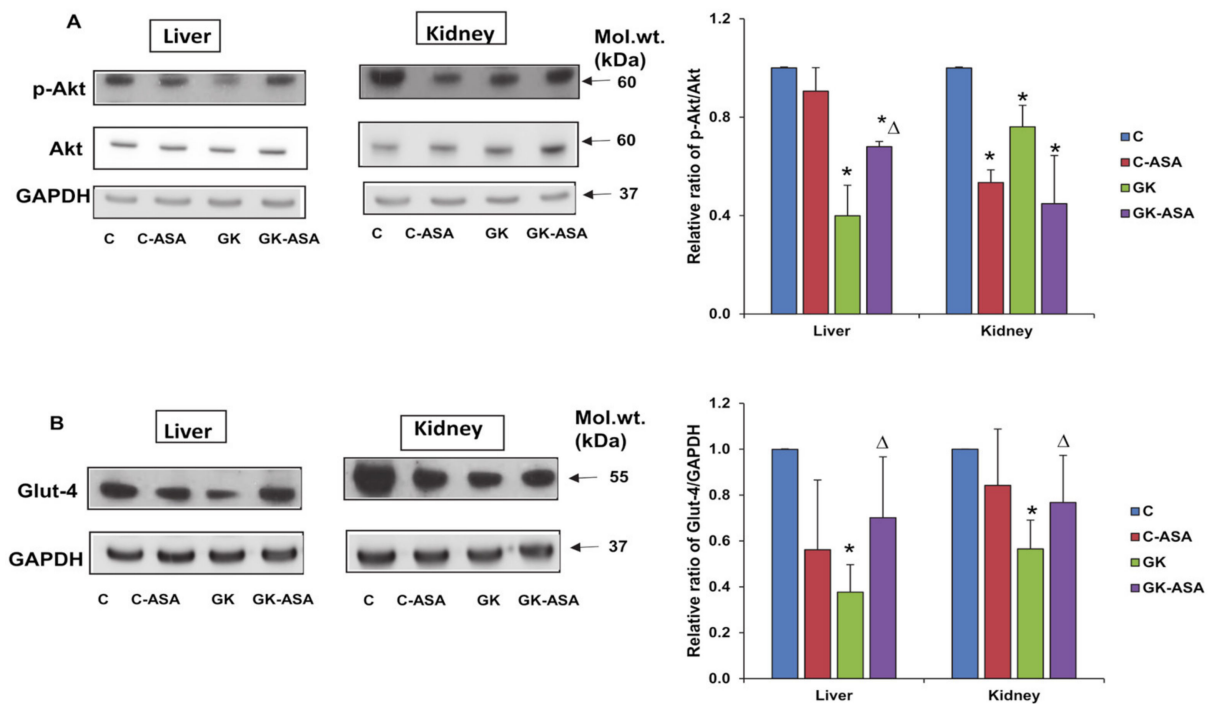 A
Liver
Kidney
Mol.wt.
(kDa)
p-Akt
60
Akt
60
GAPDH
37
C C-ASA GK GK-ASA
C C-ASA GK GK-ASA
Relative ratio of p-Akt/Akt
1.2
0.8
0.4
0.0
* * Δ * * *
Liver Kidney
C
C-ASA
GK
GK-ASA
B
Liver
Kidney
Mol.wt.
(kDa)
Glut-4
55
GAPDH
37
C C-ASA GK GK-ASA
C C-ASA GK GK-ASA
Relative ratio of Glut-4/GAPDH
1.2
1.0
0.8
0.6
0.4
0.2
0.0
* Δ * Δ
Liver Kidney
C
C-ASA
GK
GK-ASA